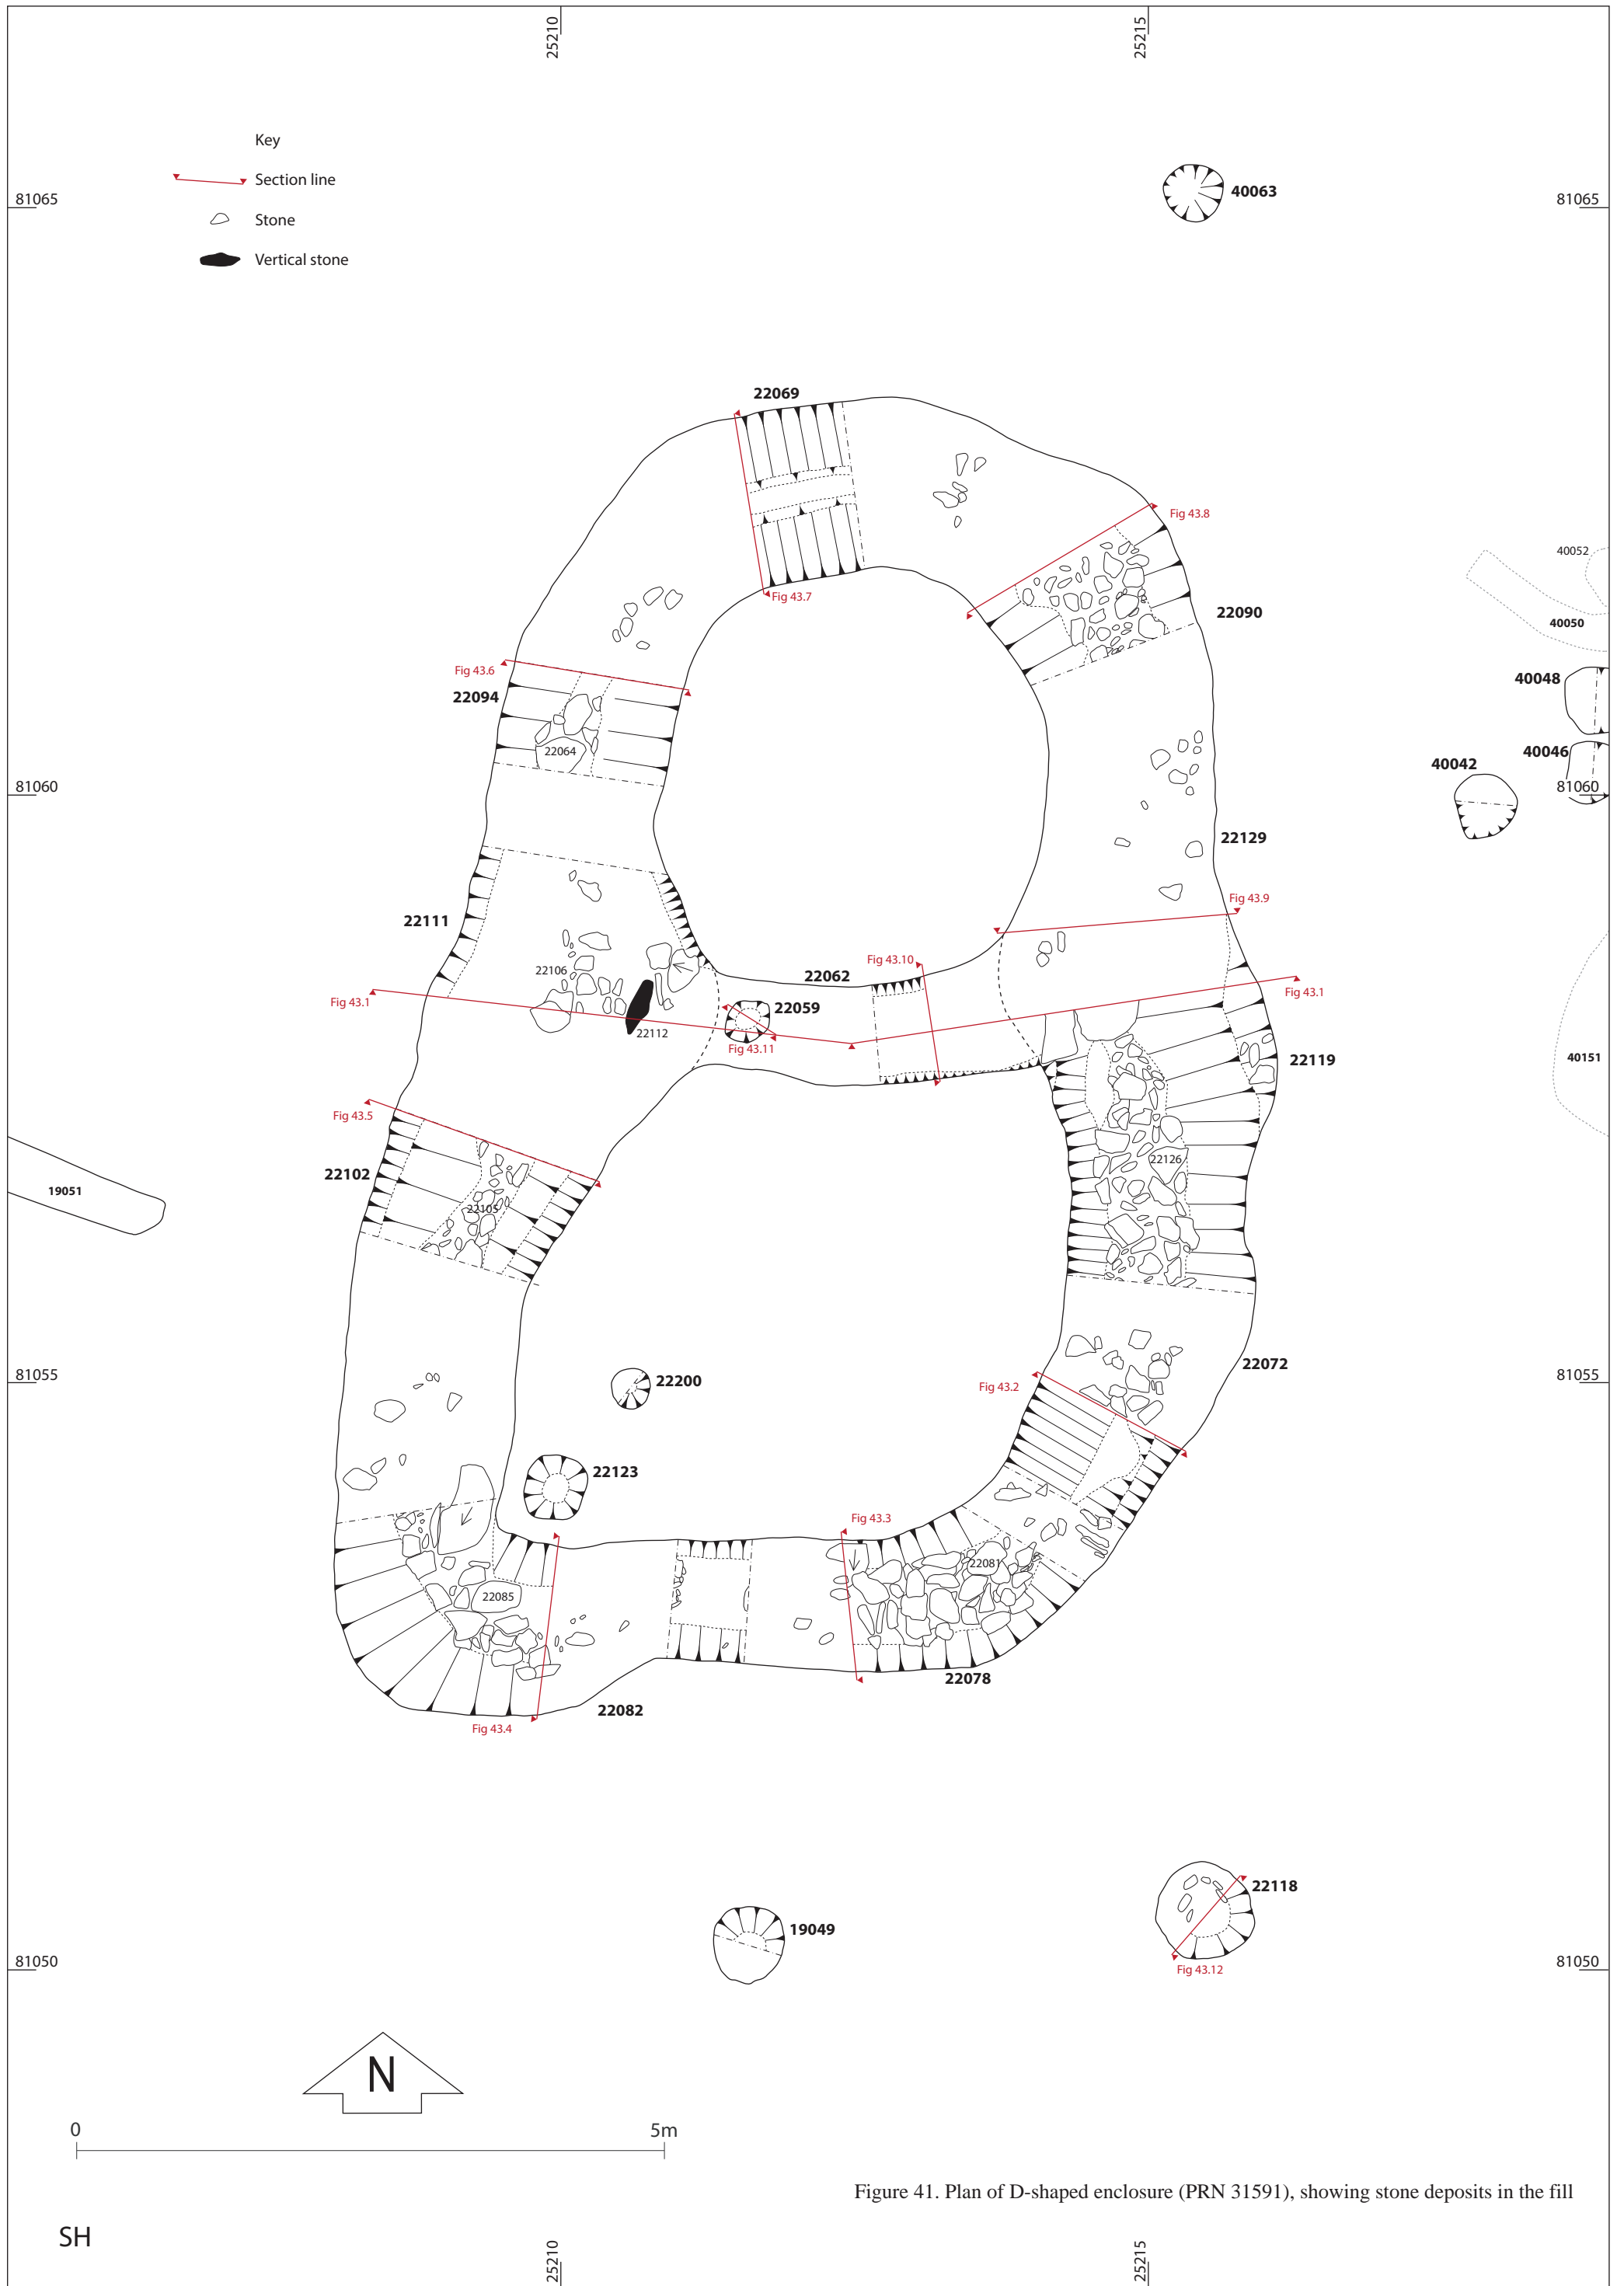 25210
25215
Key
Section line
Stone
Vertical stone
81065
81065
40063
22069
Fig 43.8
40052
Fig 43.7
22090
40050
Fig 43.6
22094
40048
22064
40046
40042
81060
81060
22129
Fig 43.9
22111
Fig 43.10
22106
22062
Fig 43.1
Fig 43.1
22059
22112
Fig 43.11
22119
40151
Fig 43.5
22126
22102
19051
22105
22072
81055
81055
22200
Fig 43.2
22123
Fig 43.3
22081
22085
22078
22082
Fig 43.4
22118
19049
81050
81050
Fig 43.12
N
0
5m
Figure 41. Plan of D-shaped enclosure (PRN 31591), showing stone deposits in the fill
SH
25210
25215